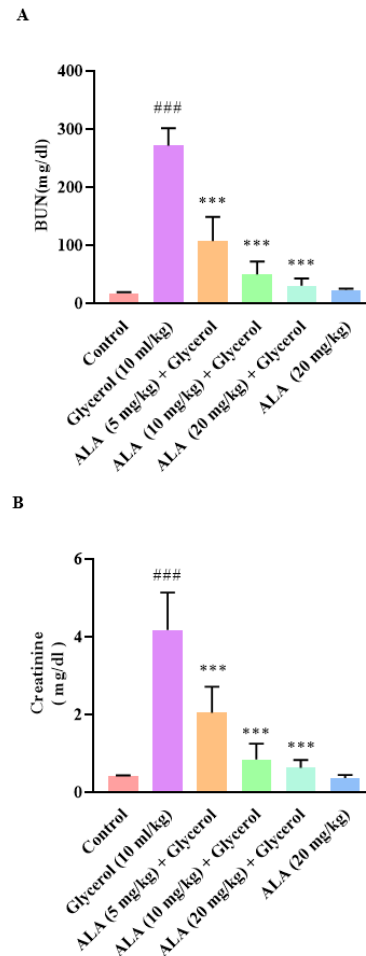 A
400
300
200
100
0
BUN(mg/dl)
###
***
***
***
Control
Glycerol (10 ml/kg)
ALA (5 mg/kg) + Glycerol
ALA (10 mg/kg) + Glycerol
ALA (20 mg/kg) + Glycerol
ALA (20 mg/kg)
B
6
4
2
0
Creatinine
( mg/dl )
###
***
***
***
Control
Glycerol (10 ml/kg)
ALA (5 mg/kg) + Glycerol
ALA (10 mg/kg) + Glycerol
ALA (20 mg/kg) + Glycerol
ALA (20 mg/kg)